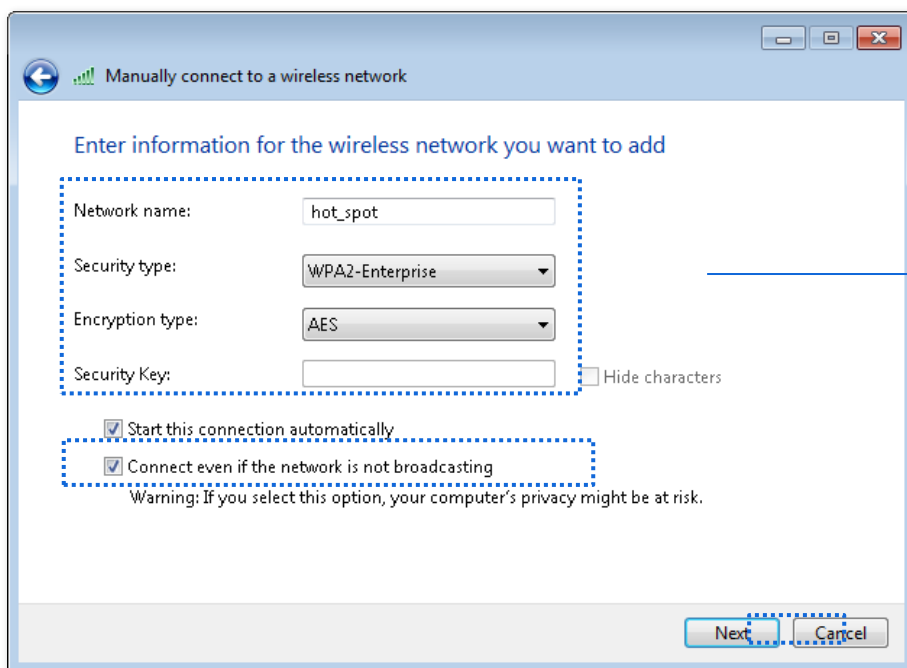 Manually connect to a wireless network
Enter information for the wireless network you want to add
Network name: hot_spot
Security type: WPA2-Enterprise
Encryption type: AES
Security Key: Hide characters
Start this connection automatically
Connect even if the network is not broadcasting
Warning: If you select this option, your computer's privacy might be at risk.
Next Cancel